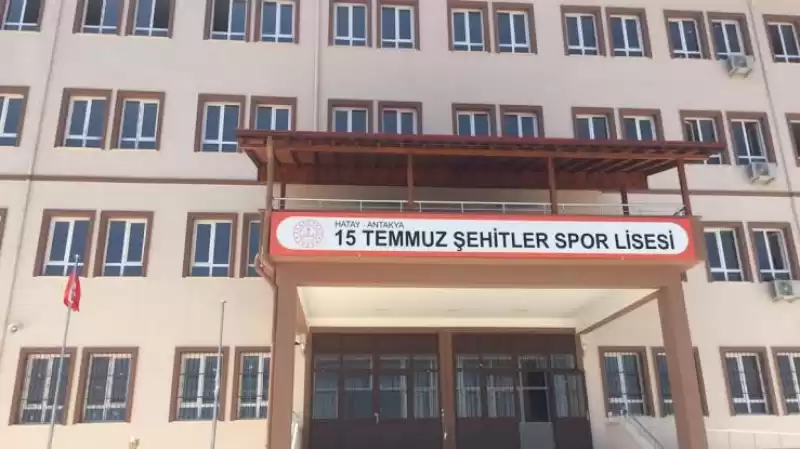 HATAY - ANTAKYA
15 TEMMUZ ŞEHİTLER SPOR LİSESİ